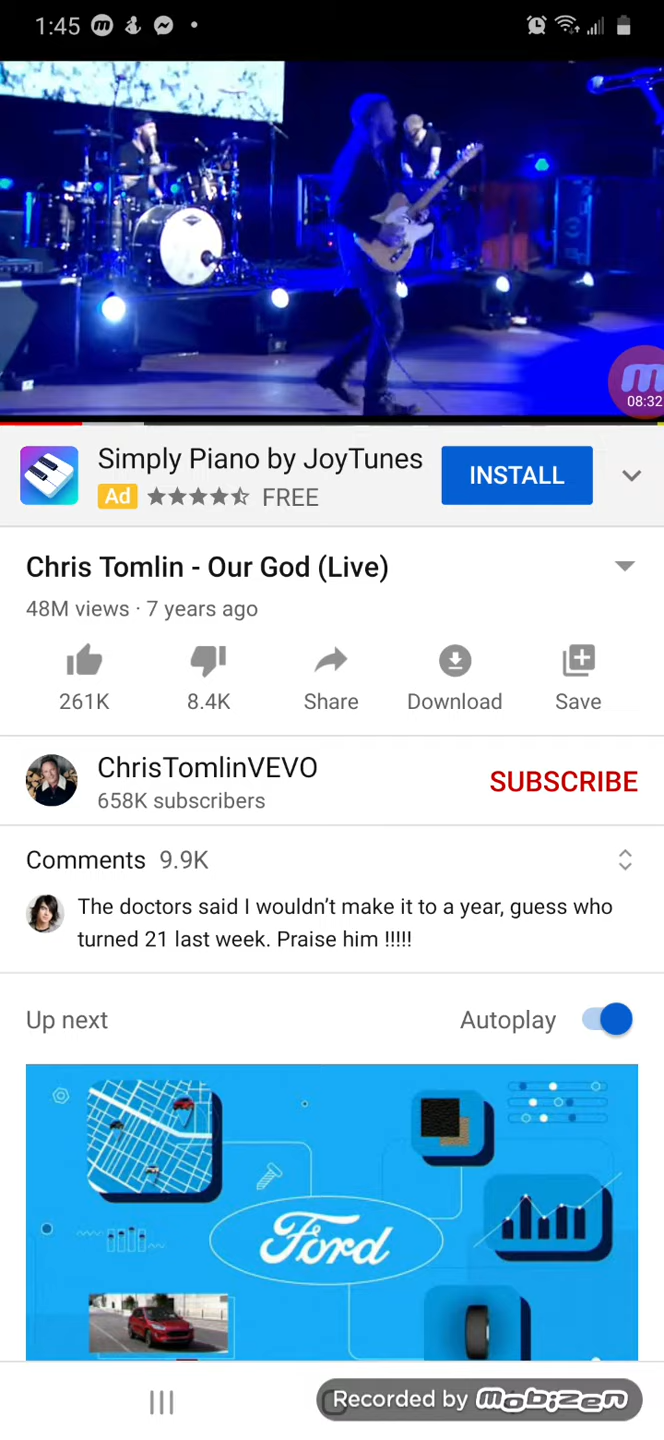 1:45
08:32
Simply Piano by JoyTunes
Ad FREE
INSTALL
Chris Tomlin - Our God (Live)
48M views · 7 years ago
261K 8.4K Share Download Save
ChrisTomlinVEVO
658K subscribers
SUBSCRIBE
Comments 9.9K
The doctors said I wouldn't make it to a year, guess who
turned 21 last week. Praise him !!!!!
Up next Autoplay
Ford
Recorded by mobizen